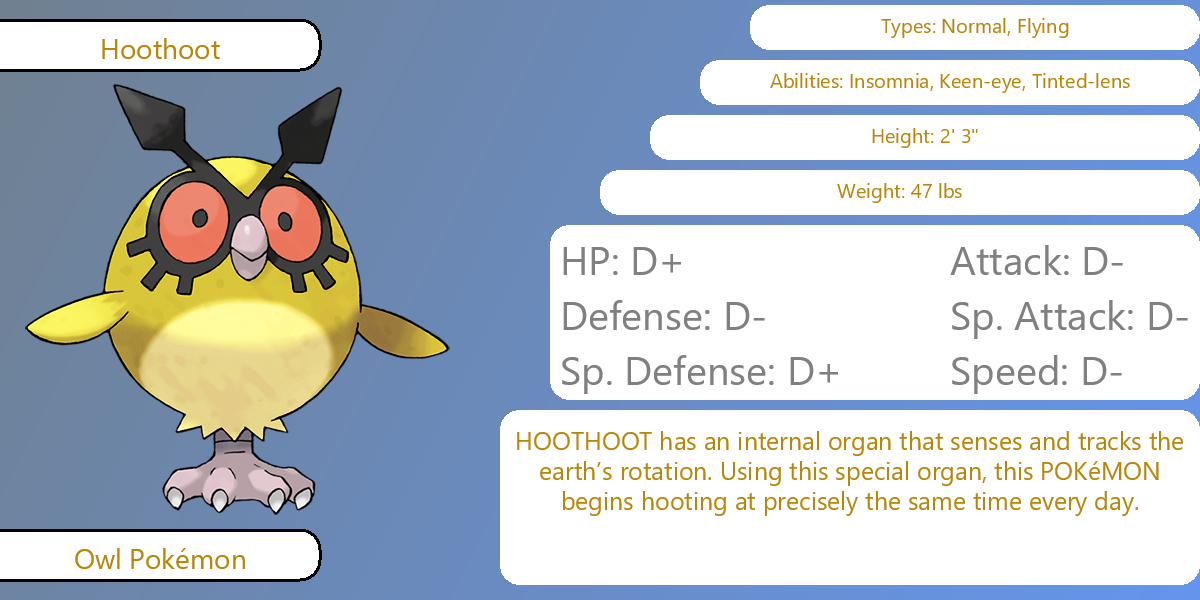 Hoothoot
Types: Normal, Flying
Abilities: Insomnia, Keen-eye, Tinted-lens
Height: 2' 3"
Weight: 47 lbs
HP: D+ Attack: D-
Defense: D- Sp. Attack: D-
Sp. Defense: D+ Speed: D-
HOOTHOOT has an internal organ that senses and tracks the
earth’s rotation. Using this special organ, this POKéMON
begins hooting at precisely the same time every day.
Owl Pokémon